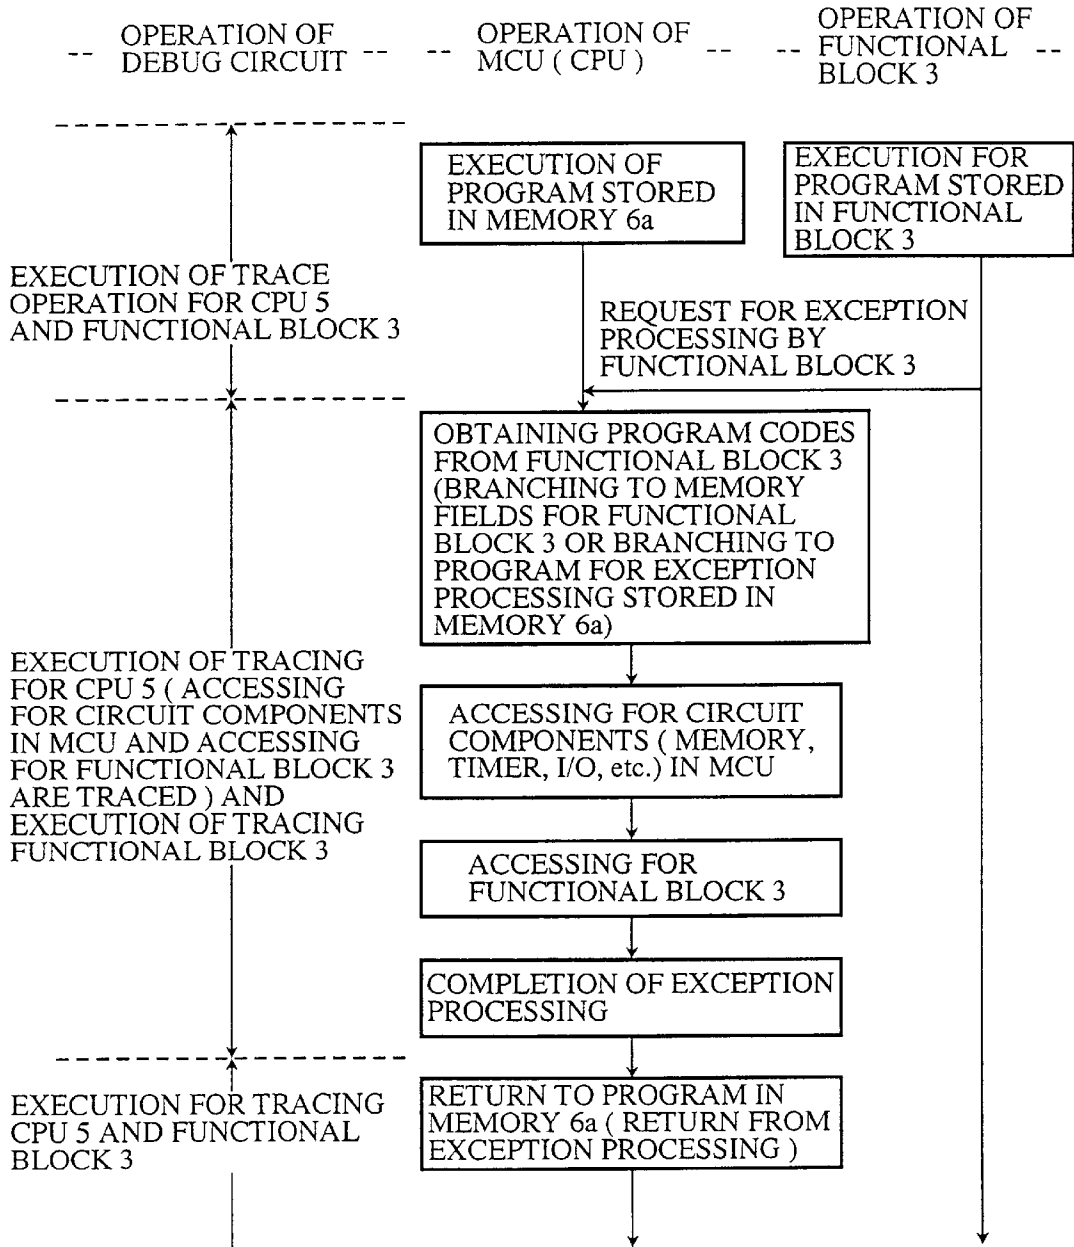 -- OPERATION OF DEBUG CIRCUIT --
-- OPERATION OF MCU ( CPU ) --
-- OPERATION OF FUNCTIONAL BLOCK 3 --
EXECUTION OF
PROGRAM STORED
IN MEMORY 6a
EXECUTION FOR
PROGRAM STORED
IN FUNCTIONAL
BLOCK 3
EXECUTION OF TRACE
OPERATION FOR CPU 5
AND FUNCTIONAL BLOCK 3
REQUEST FOR EXCEPTION
PROCESSING BY
FUNCTIONAL BLOCK 3
OBTAINING PROGRAM CODES
FROM FUNCTIONAL BLOCK 3
(BRANCHING TO MEMORY
FIELDS FOR FUNCTIONAL
BLOCK 3 OR BRANCHING TO
PROGRAM FOR EXCEPTION
PROCESSING STORED IN
MEMORY 6a)
EXECUTION OF TRACING
FOR CPU 5 ( ACCESSING
FOR CIRCUIT COMPONENTS
IN MCU AND ACCESSING
FOR FUNCTIONAL BLOCK 3
ARE TRACED ) AND
EXECUTION OF TRACING
FUNCTIONAL BLOCK 3
ACCESSING FOR CIRCUIT
COMPONENTS ( MEMORY,
TIMER, I/O, etc.) IN MCU
ACCESSING FOR
FUNCTIONAL BLOCK 3
COMPLETION OF EXCEPTION
PROCESSING
EXECUTION FOR TRACING
CPU 5 AND FUNCTIONAL
BLOCK 3
RETURN TO PROGRAM IN
MEMORY 6a ( RETURN FROM
EXCEPTION PROCESSING )